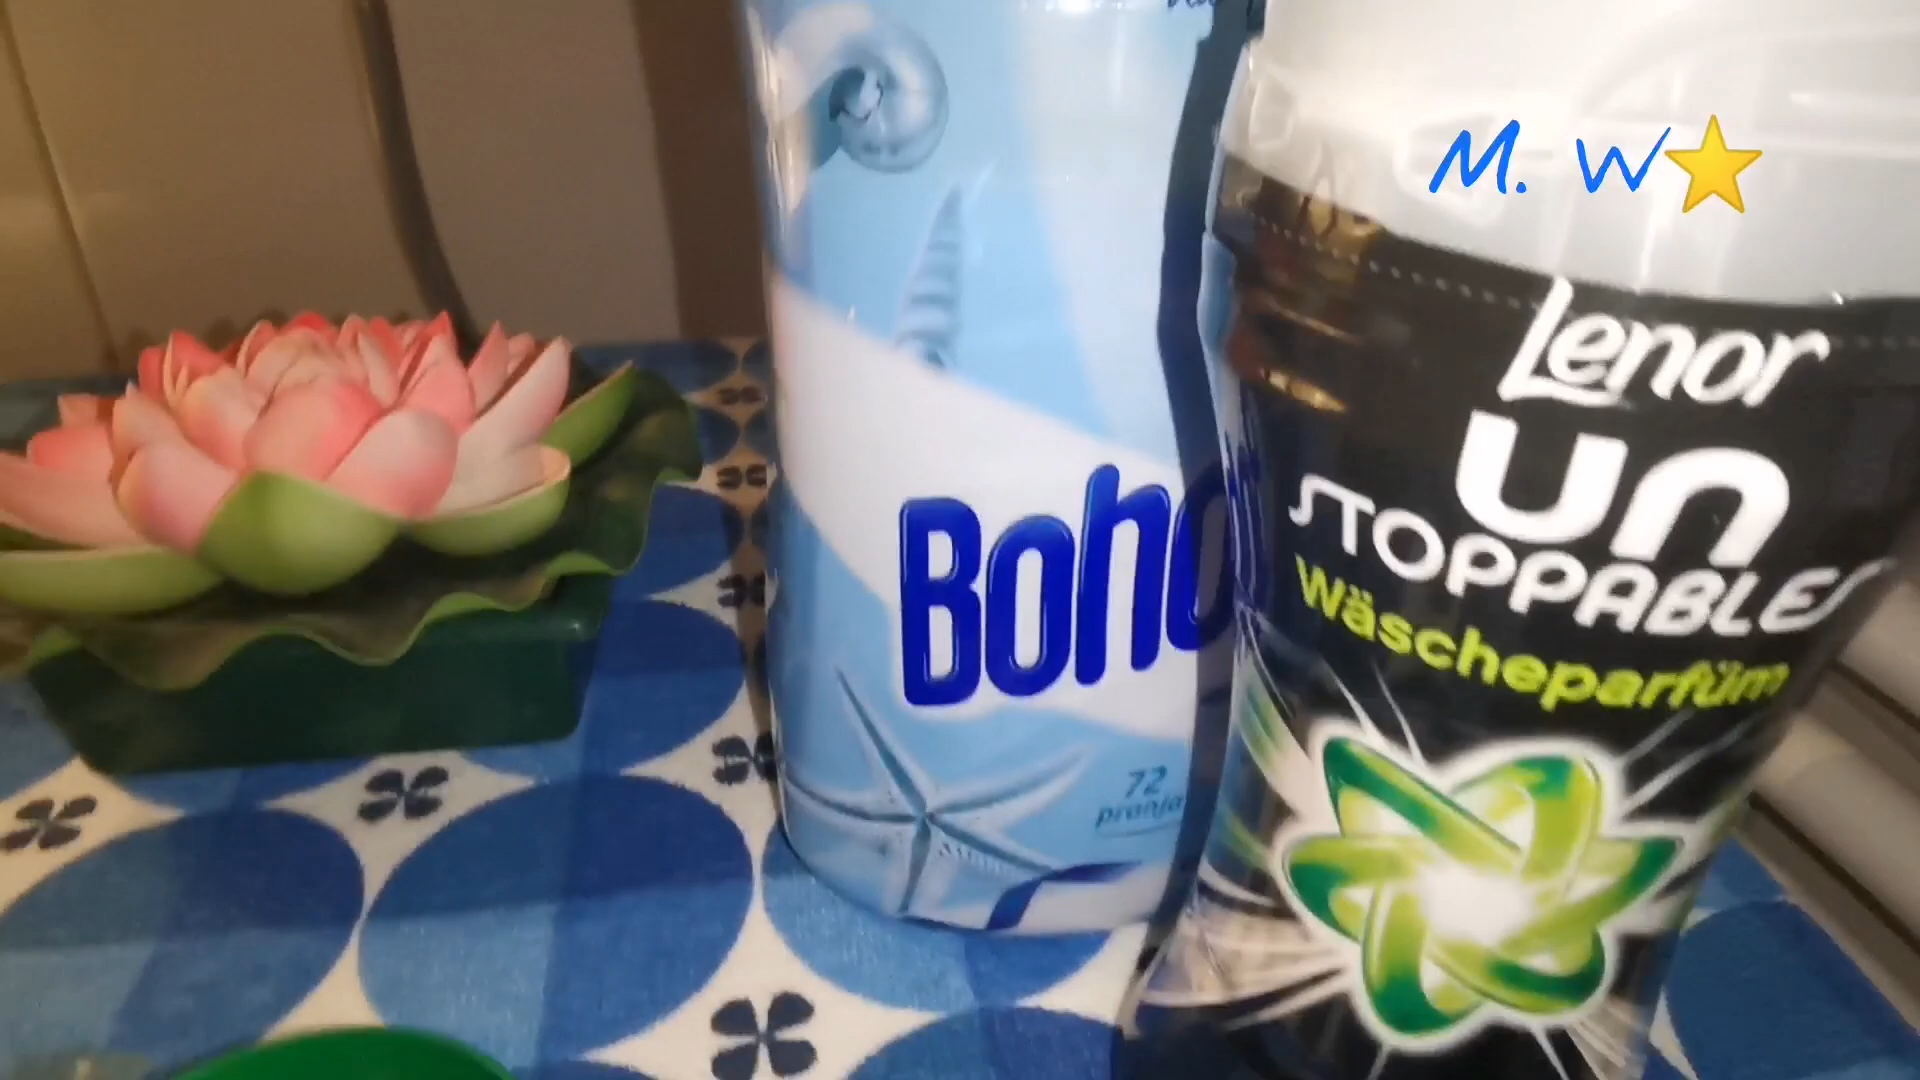 M. W
Boho
72
pranja
Lenor
UN
STOPPABLES
Wäscheparfüm